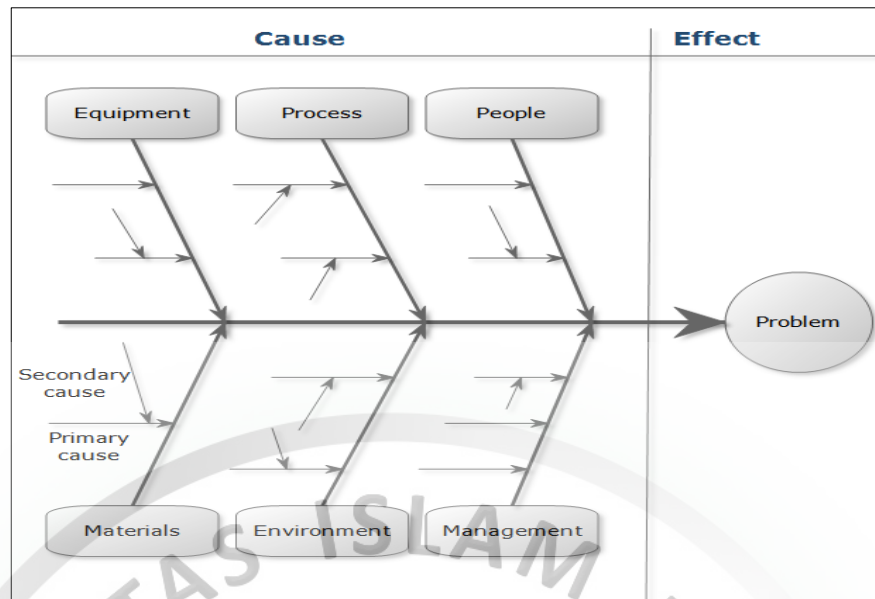 Cause
Effect
Equipment
Process
People
Problem
Secondary
cause
Primary
cause
Materials
Environment
Management
TAS ISLAM